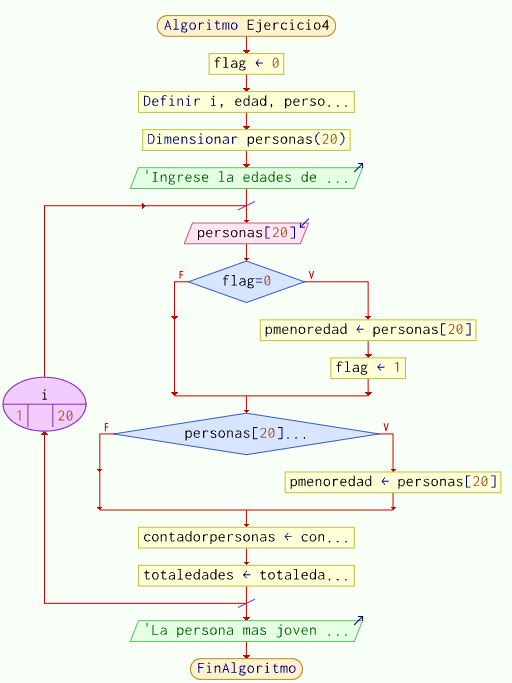 Algoritmo Ejercicio4
flag ← 0
Definir i, edad, perso...
Dimensionar personas(20)
'Ingrese la edades de ...
personas[20]
F
flag=0
V
pmenoredad ← personas[20]
flag ← 1
i
1 20
F
personas[20]...
V
pmenoredad ← personas[20]
contadorpersonas ← con...
totaledades ← totaleda...
'La persona mas joven ...
FinAlgoritmo